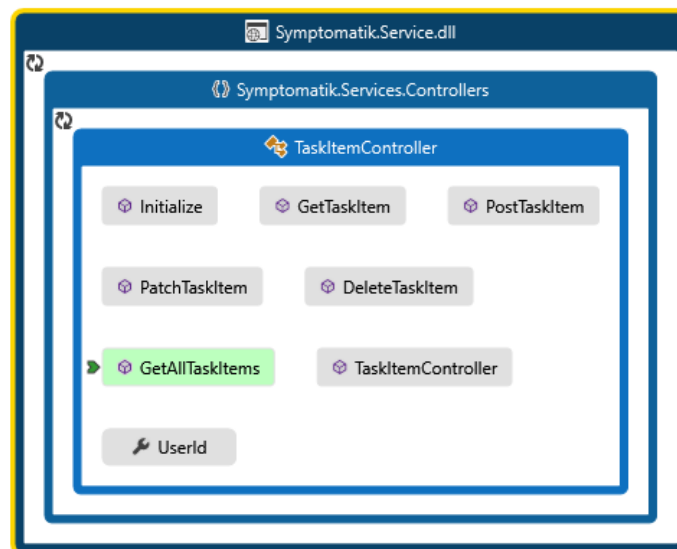 Symptomatik.Service.dll
Symptomatik.Services.Controllers
TaskItemController
Initialize GetTaskItem PostTaskItem
PatchTaskItem DeleteTaskItem
GetAllTaskItems TaskItemController
UserId